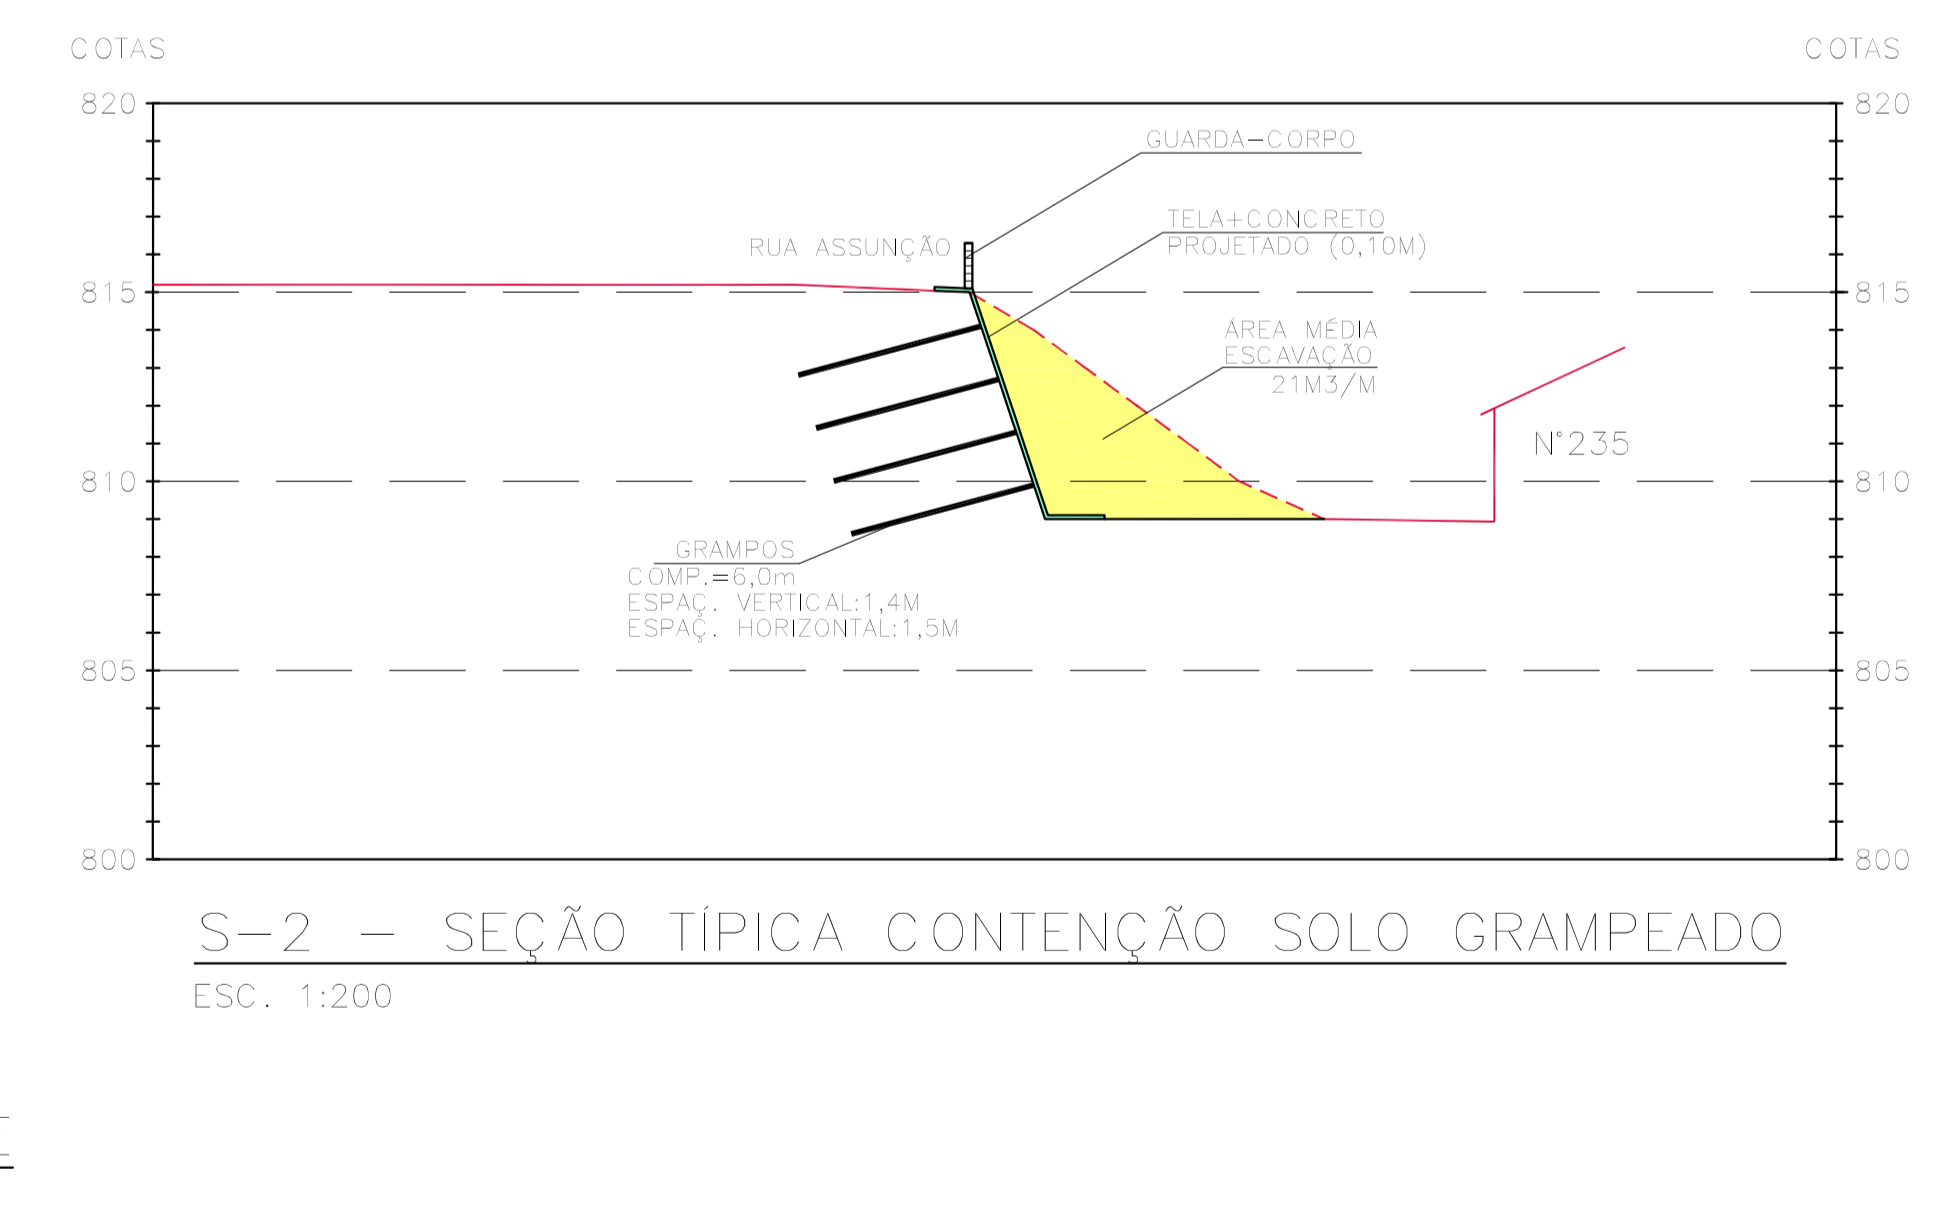 COTAS
COTAS
820
820
GUARDA-CORPO
TELA+CONCRETO
PROJETADO (0,10M)
RUA ASSUNÇÃO
815
815
ÁREA MÉDIA
ESCAVAÇÃO
21M3/M
N°235
810
810
GRAMPOS
COMP.=6,0m
ESPAÇ. VERTICAL:1,4M
ESPAÇ. HORIZONTAL:1,5M
805
805
800
800
S-2 - SEÇÃO TÍPICA CONTENÇÃO SOLO GRAMPEADO
ESC. 1:200